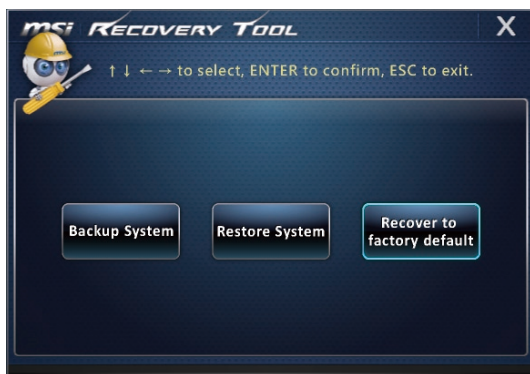 msi RECOVERY TOOL X
↑ ↓ ← → to select, ENTER to confirm, ESC to exit.
Backup System
Restore System
Recover to
factory default